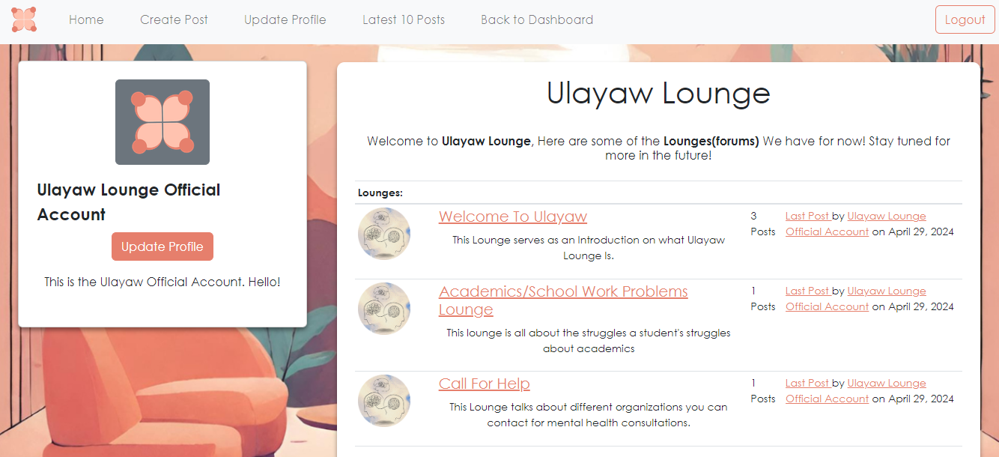 Home Create Post Update Profile Latest 10 Posts Back to Dashboard Logout
Ulayaw Lounge Official
Account
Update Profile
This is the Ulayaw Official Account. Hello!
Ulayaw Lounge
Welcome to Ulayaw Lounge, Here are some of the Lounges(forums) We have for now! Stay tuned for
more in the future!
Lounges:
Welcome To Ulayaw
This Lounge serves as an Introduction on what Ulayaw
Lounge Is.
3
Posts
Last Post by Ulayaw Lounge
Official Account on April 29, 2024
Academics/School Work Problems
Lounge
This lounge is all about the struggles a student's struggles
about academics
1
Posts
Last Post by Ulayaw Lounge
Official Account on April 29, 2024
Call For Help
This Lounge talks about different organizations you can
contact for mental health consultations.
1
Posts
Last Post by Ulayaw Lounge
Official Account on April 29, 2024